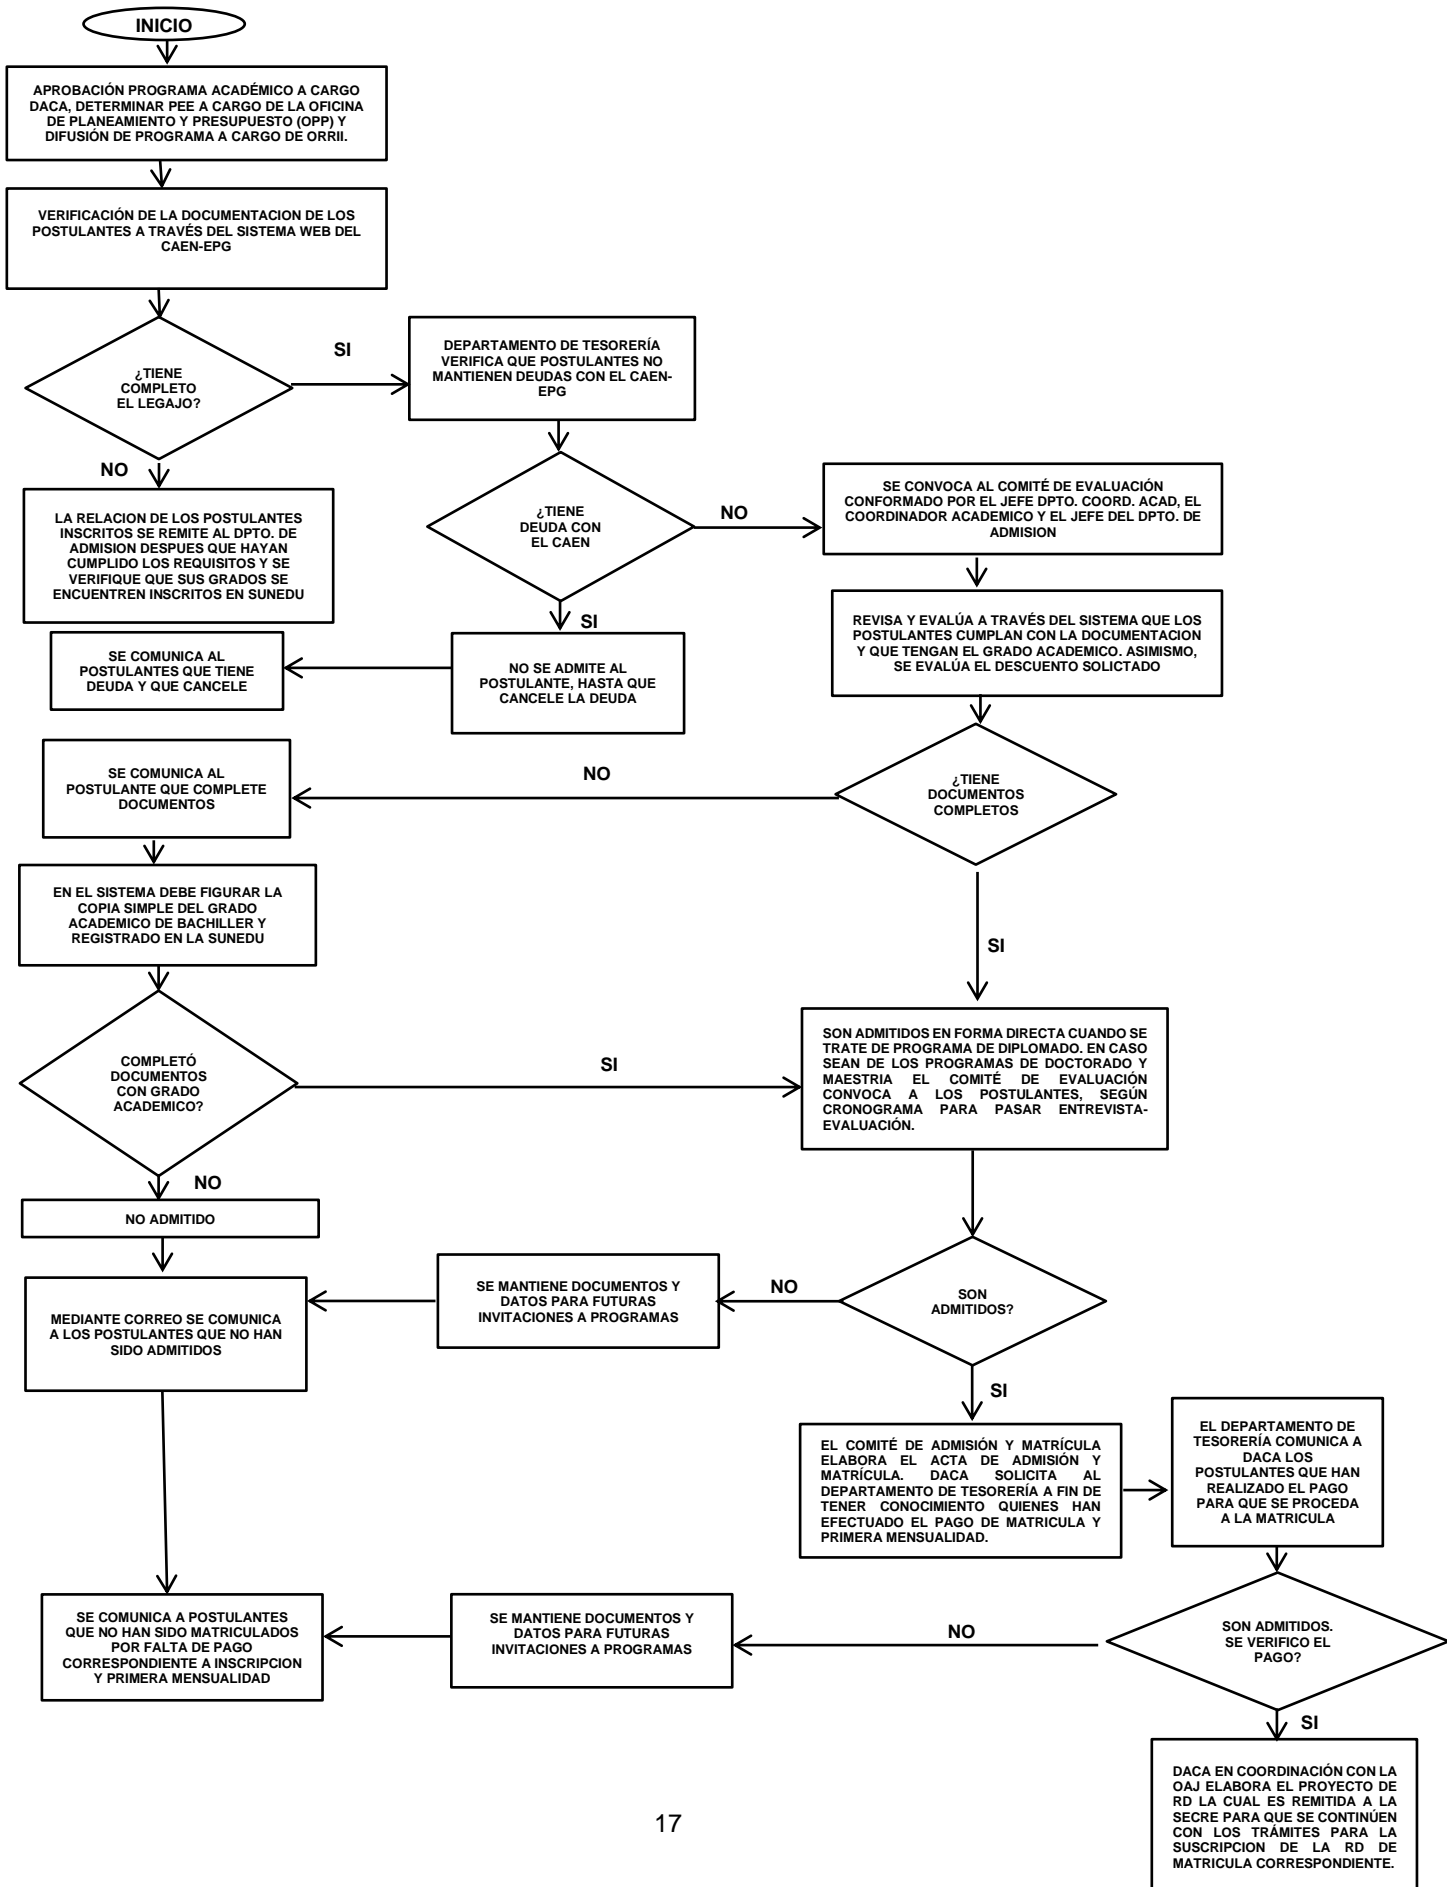 INICIO
APROBACIÓN PROGRAMA ACADÉMICO A CARGO
DACA, DETERMINAR PEE A CARGO DE LA OFICINA
DE PLANEAMIENTO Y PRESUPUESTO (OPP) Y
DIFUSIÓN DE PROGRAMA A CARGO DE ORRII.
VERIFICACIÓN DE LA DOCUMENTACION DE LOS
POSTULANTES A TRAVÉS DEL SISTEMA WEB DEL
CAEN-EPG
¿TIENE
COMPLETO
EL LEGAJO?
SI
DEPARTAMENTO DE TESORERÍA
VERIFICA QUE POSTULANTES NO
MANTIENEN DEUDAS CON EL CAEN-
EPG
NO
LA RELACION DE LOS POSTULANTES
INSCRITOS SE REMITE AL DPTO. DE
ADMISION DESPUES QUE HAYAN
CUMPLIDO LOS REQUISITOS Y SE
VERIFIQUE QUE SUS GRADOS SE
ENCUENTREN INSCRITOS EN SUNEDU
¿TIENE
DEUDA CON
EL CAEN
NO
SE CONVOCA AL COMITÉ DE EVALUACIÓN
CONFORMADO POR EL JEFE DPTO. COORD. ACAD, EL
COORDINADOR ACADEMICO Y EL JEFE DEL DPTO. DE
ADMISION
SI
NO SE ADMITE AL
POSTULANTE, HASTA QUE
CANCELE LA DEUDA
SE COMUNICA AL
POSTULANTES QUE TIENE
DEUDA Y QUE CANCELE
REVISA Y EVALÚA A TRAVÉS DEL SISTEMA QUE LOS
POSTULANTES CUMPLAN CON LA DOCUMENTACION
Y QUE TENGAN EL GRADO ACADEMICO. ASIMISMO,
SE EVALÚA EL DESCUENTO SOLICTADO
¿TIENE
DOCUMENTOS
COMPLETOS
NO
SE COMUNICA AL
POSTULANTE QUE COMPLETE
DOCUMENTOS
EN EL SISTEMA DEBE FIGURAR LA
COPIA SIMPLE DEL GRADO
ACADEMICO DE BACHILLER Y
REGISTRADO EN LA SUNEDU
SI
COMPLETÓ
DOCUMENTOS
CON GRADO
ACADEMICO?
SI
SON ADMITIDOS EN FORMA DIRECTA CUANDO SE
TRATE DE PROGRAMA DE DIPLOMADO. EN CASO
SEAN DE LOS PROGRAMAS DE DOCTORADO Y
MAESTRIA EL COMITÉ DE EVALUACIÓN
CONVOCA A LOS POSTULANTES, SEGÚN
CRONOGRAMA PARA PASAR ENTREVISTA-
EVALUACIÓN.
NO
NO ADMITIDO
MEDIANTE CORREO SE COMUNICA
A LOS POSTULANTES QUE NO HAN
SIDO ADMITIDOS
SE MANTIENE DOCUMENTOS Y
DATOS PARA FUTURAS
INVITACIONES A PROGRAMAS
NO
SON
ADMITIDOS?
SI
EL COMITÉ DE ADMISIÓN Y MATRÍCULA
ELABORA EL ACTA DE ADMISIÓN Y
MATRÍCULA. DACA SOLICITA AL
DEPARTAMENTO DE TESORERÍA A FIN DE
TENER CONOCIMIENTO QUIENES HAN
EFECTUADO EL PAGO DE MATRICULA Y
PRIMERA MENSUALIDAD.
EL DEPARTAMENTO DE
TESORERÍA COMUNICA A
DACA LOS
POSTULANTES QUE HAN
REALIZADO EL PAGO
PARA QUE SE PROCEDA
A LA MATRICULA
SE COMUNICA A POSTULANTES
QUE NO HAN SIDO MATRICULADOS
POR FALTA DE PAGO
CORRESPONDIENTE A INSCRIPCION
Y PRIMERA MENSUALIDAD
SE MANTIENE DOCUMENTOS Y
DATOS PARA FUTURAS
INVITACIONES A PROGRAMAS
NO
SON ADMITIDOS.
SE VERIFICO EL
PAGO?
SI
DACA EN COORDINACIÓN CON LA
OAJ ELABORA EL PROYECTO DE
RD LA CUAL ES REMITIDA A LA
SECRE PARA QUE SE CONTINÚEN
CON LOS TRÁMITES PARA LA
SUSCRIPCION DE LA RD DE
MATRICULA CORRESPONDIENTE.
17